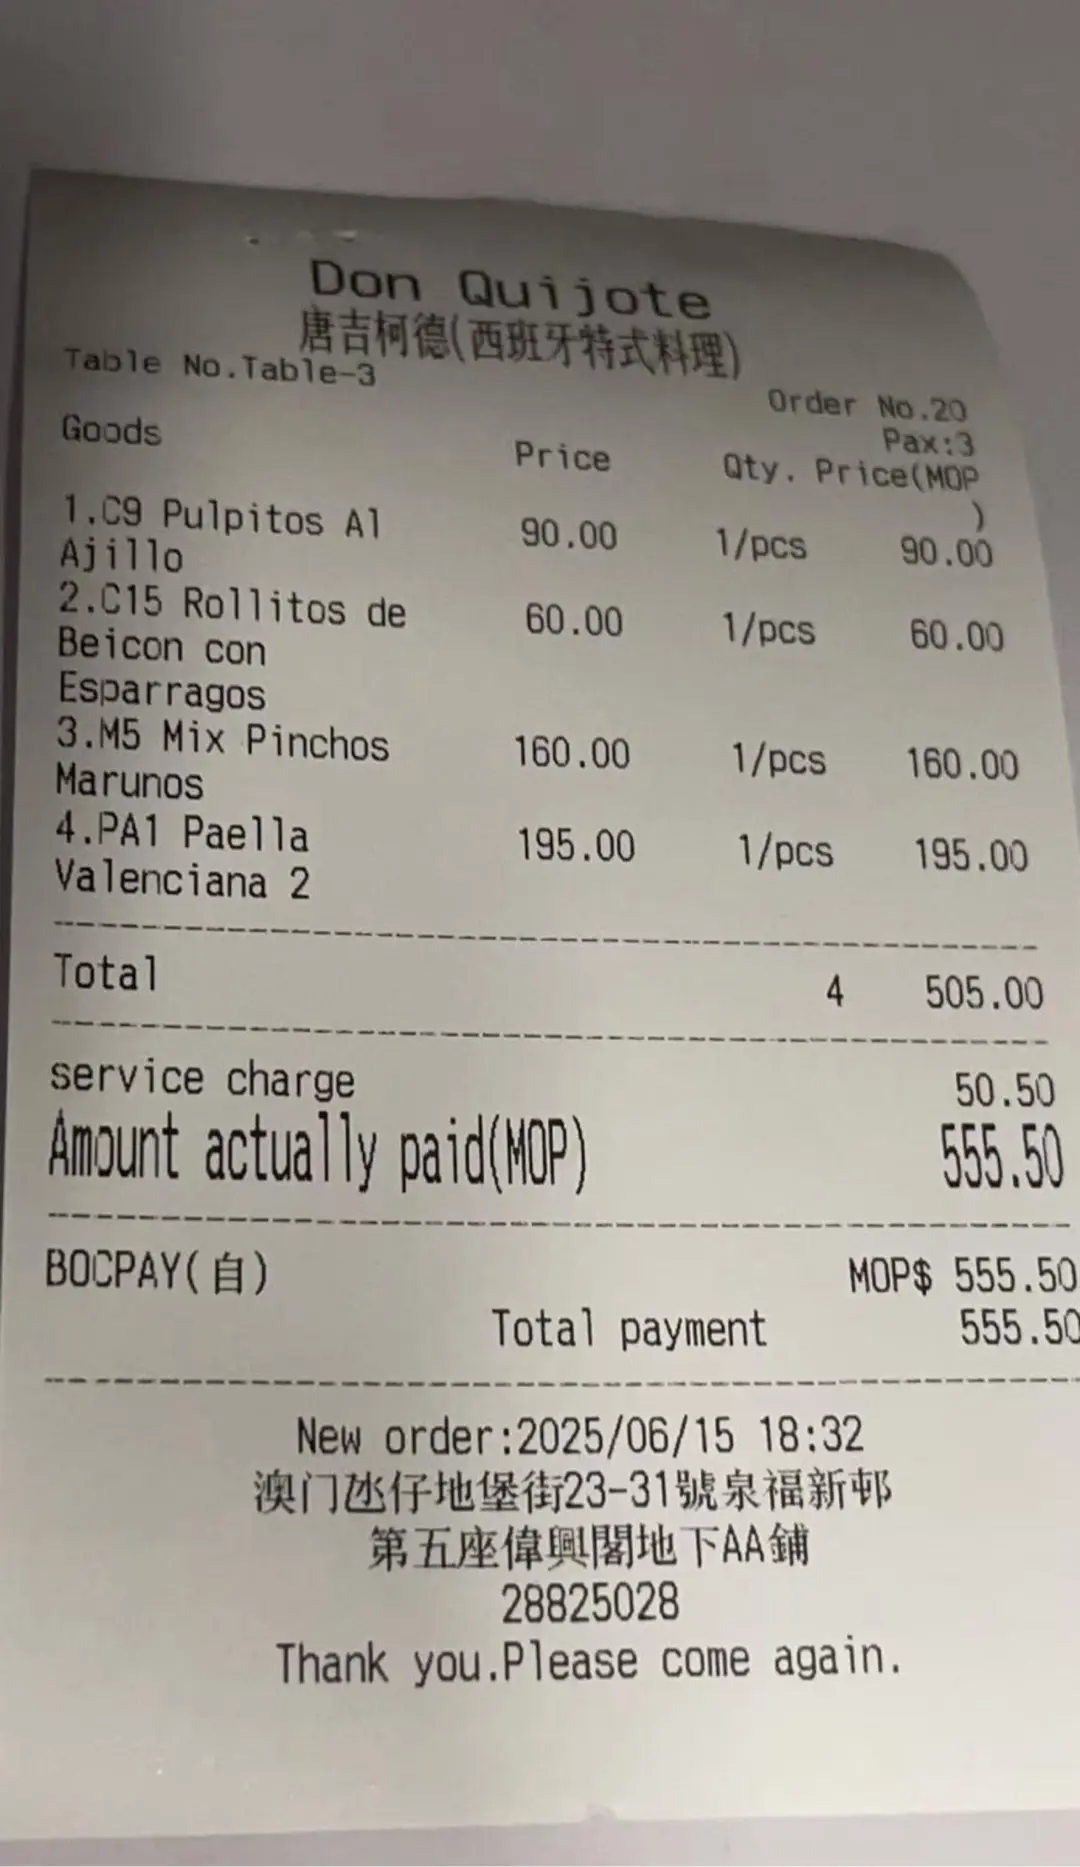 Don Quijote
唐吉柯德(西班牙特式料理)
Table No.Table-3
Order No.20
Pax:3
Goods Price Qty. Price(MOP
)
1.C9 Pulpitos Al 90.00 1/pcs 90.00
Ajillo
2.C15 Rollitos de 60.00 1/pcs 60.00
Beicon con
Esparragos
3.M5 Mix Pinchos 160.00 1/pcs 160.00
Marunos
4.PA1 Paella 195.00 1/pcs 195.00
Valenciana 2
Total 4 505.00
service charge 50.50
Amount actually paid(MOP) 555.50
BOCPAY(自) MOP$ 555.50
Total payment 555.50
New order:2025/06/15 18:32
澳门氹仔地堡街23-31號泉福新邨
第五座偉興閣地下AA鋪
28825028
Thank you.Please come again.